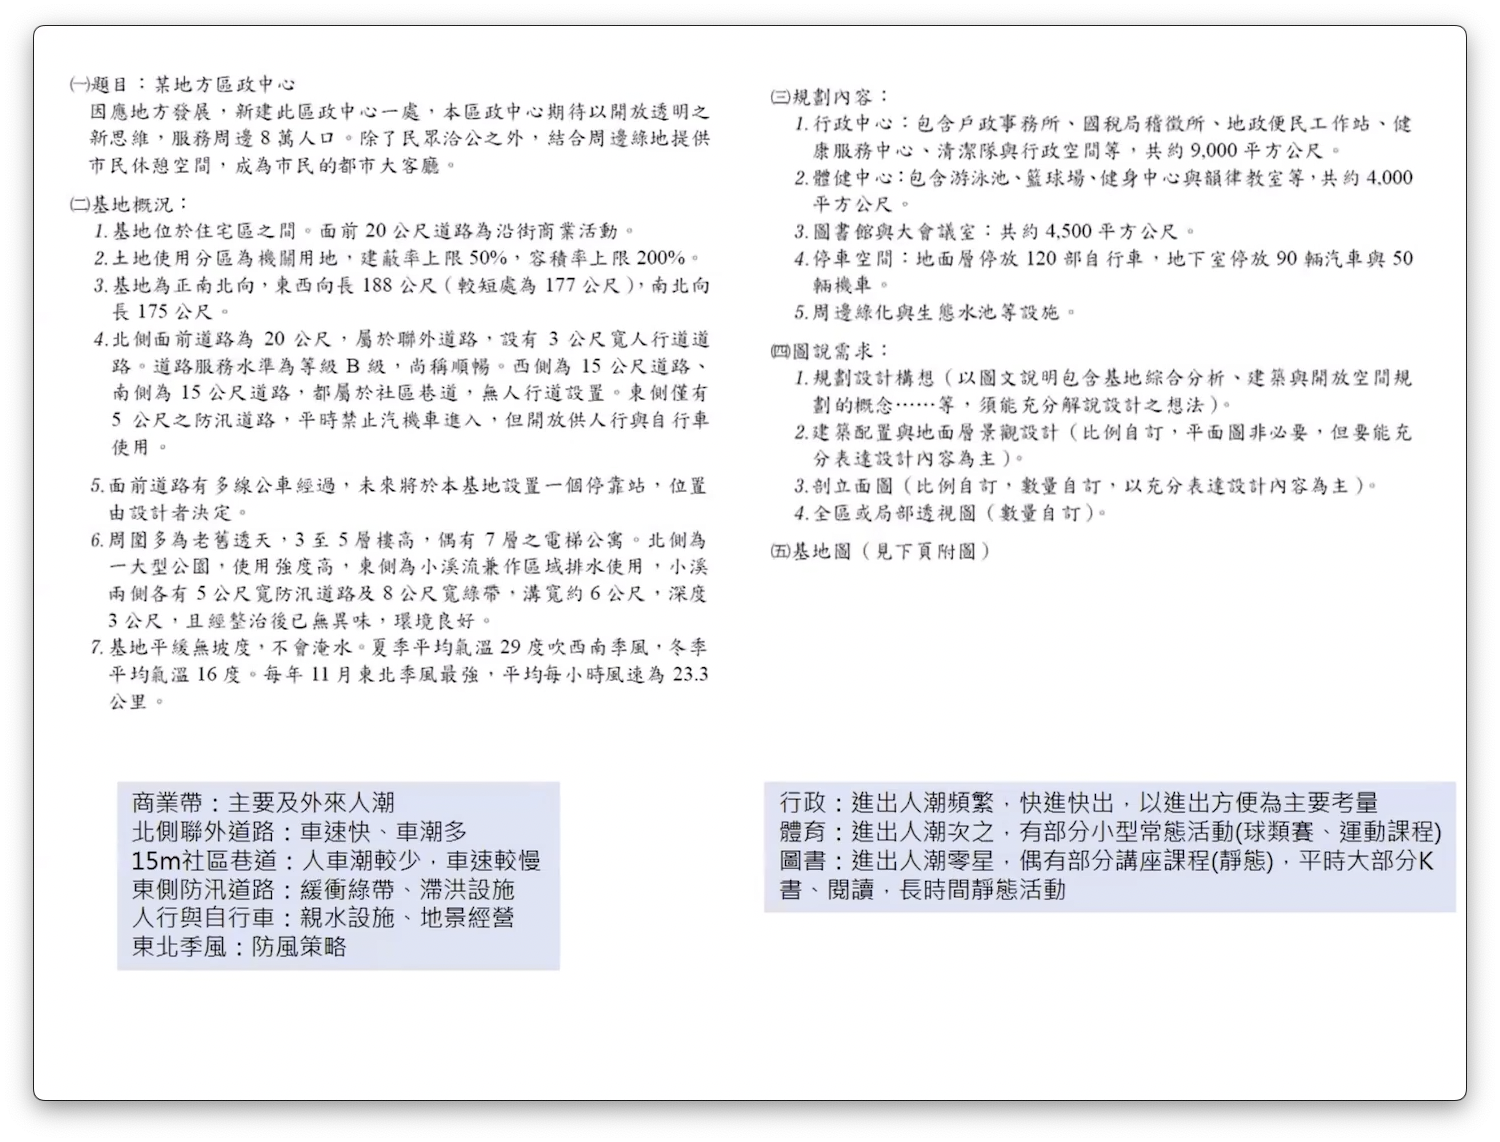 ㈠題目：某地方區政中心
因應地方發展，新建此區政中心一處，本區政中心期待以開放透明之
新思維，服務周邊 8 萬人口。除了民眾洽公之外，結合周邊綠地提供
市民休憩空間，成為市民的都市大客廳。
㈡基地概況：
1.基地位於住宅區之間。面前 20 公尺道路為沿街商業活動。
2.土地使用分區為機關用地，建蔽率上限 50%，容積率上限 200%。
3.基地為正南北向，東西向長 188 公尺（較短處為 177 公尺），南北向
長 175 公尺。
4.北側面前道路為 20 公尺，屬於聯外道路，設有 3 公尺寬人行道道
路。道路服務水準為等級 B 級，尚稱順暢。西側為 15 公尺道路、
南側為 15 公尺道路，都屬於社區巷道，無人行道設置。東側僅有
5 公尺之防汛道路，平時禁止汽機車進入，但開放供人行與自行車
使用。
5.面前道路有多線公車經過，未來將於本基地設置一個停靠站，位置
由設計者決定。
6.周圍多為老舊透天，3 至 5 層樓高，偶有 7 層之電梯公寓。北側為
一大型公園，使用強度高，東側為小溪流兼作區域排水使用，小溪
兩側各有 5 公尺寬防汛道路及 8 公尺寬綠帶，溝寬約 6 公尺，深度
3 公尺，且經整治後已無異味，環境良好。
7.基地平緩無坡度，不會淹水。夏季平均氣溫 29 度吹西南季風，冬季
平均氣溫 16 度。每年 11 月東北季風最強，平均每小時風速為 23.3
公里。
商業帶：主要及外來人潮
北側聯外道路：車速快、車潮多
15m社區巷道：人車潮較少，車速較慢
東側防汛道路：緩衝綠帶、滯洪設施
人行與自行車：親水設施、地景經營
東北季風：防風策略
㈢規劃內容：
1.行政中心：包含戶政事務所、國稅局稽徵所、地政便民工作站、健
康服務中心、清潔隊與行政空間等，共約 9,000 平方公尺。
2.體健中心：包含游泳池、籃球場、健身中心與韻律教室等，共約 4,000
平方公尺。
3.圖書館與大會議室：共約 4,500 平方公尺。
4.停車空間：地面層停放 120 部自行車，地下室停放 90 輛汽車與 50
輛機車。
5.周邊綠化與生態水池等設施。
㈣圖說需求：
1.規劃設計構想（以圖文說明包含基地綜合分析、建築與開放空間規
劃的概念……等，須能充分解說設計之想法）。
2.建築配置與地面層景觀設計（比例自訂，平面圖非必要，但要能充
分表達設計內容為主）。
3.剖立面圖（比例自訂，數量自訂，以充分表達設計內容為主）。
4.全區或局部透視圖（數量自訂）。
㈤基地圖（見下頁附圖）
行政：進出人潮頻繁，快進快出，以進出方便為主要考量
體育：進出人潮次之，有部分小型常態活動(球類賽、運動課程)
圖書：進出人潮零星，偶有部分講座課程(靜態)，平時大部分K
書、閱讀，長時間靜態活動